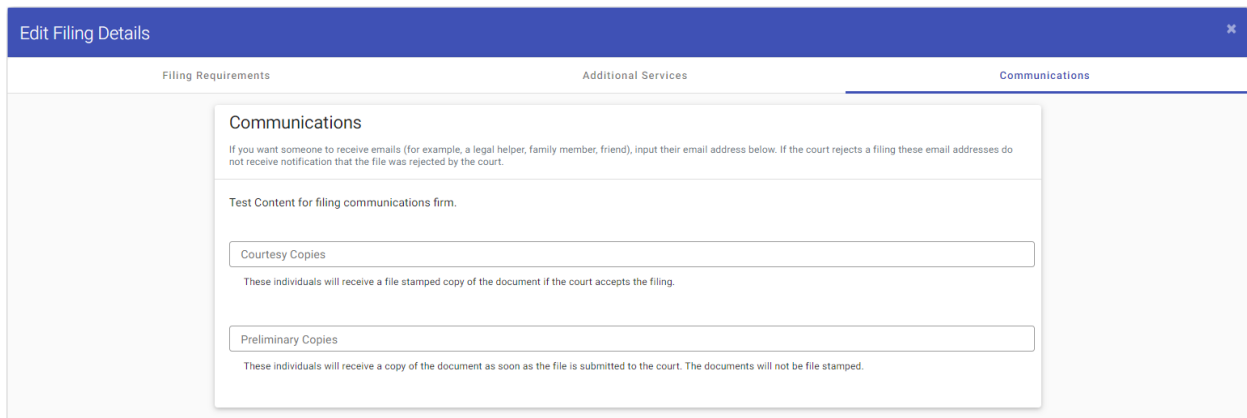 Edit Filing Details
Filing Requirements
Additional Services
Communications
Communications
If you want someone to receive emails (for example, a legal helper, family member, friend), input their email address below. If the court rejects a filing these email addresses do
not receive notification that the file was rejected by the court.
Test Content for filing communications firm.
Courtesy Copies
These individuals will receive a file stamped copy of the document if the court accepts the filing.
Preliminary Copies
These individuals will receive a copy of the document as soon as the file is submitted to the court. The documents will not be file stamped.